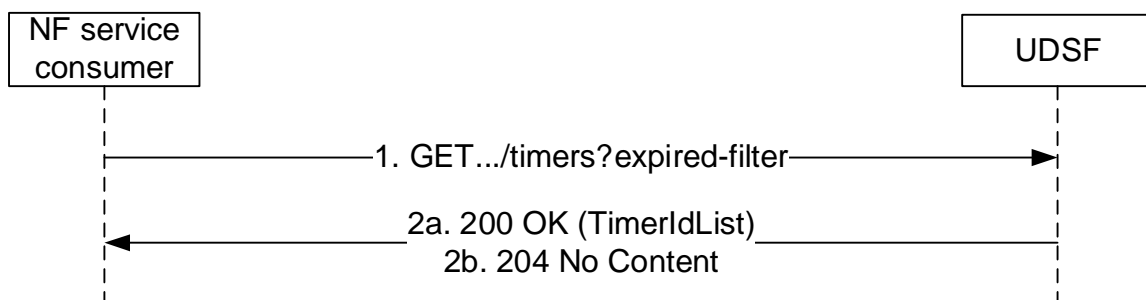 NF service
consumer
UDSF
1. GET.../timers?expired-filter
2a. 200 OK (TimerIdList)
2b. 204 No Content